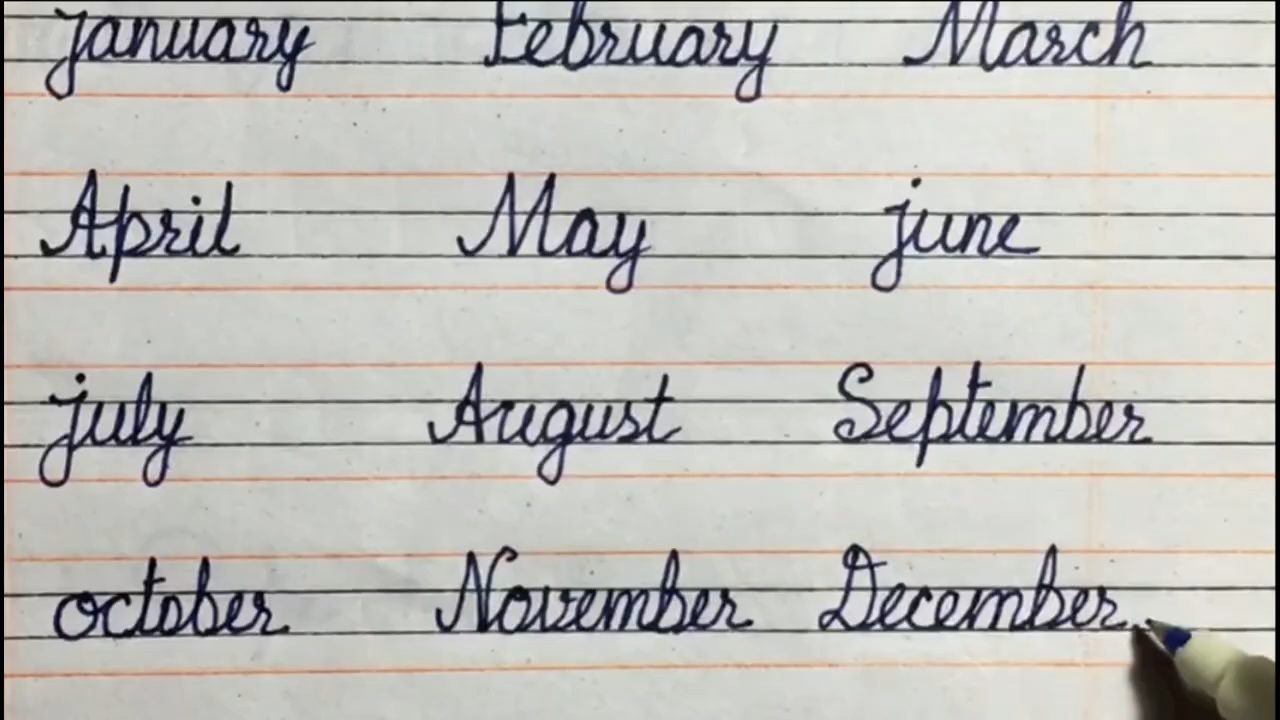 january February March
April May june
july August September
october November December.